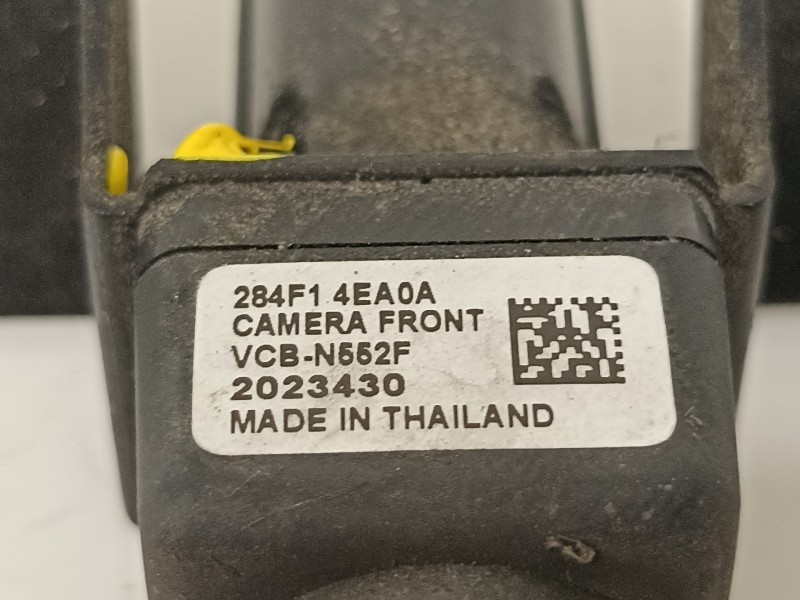 284F1 4EA0A
CAMERA FRONT
VCB-N552F
2023430
MADE IN THAILAND